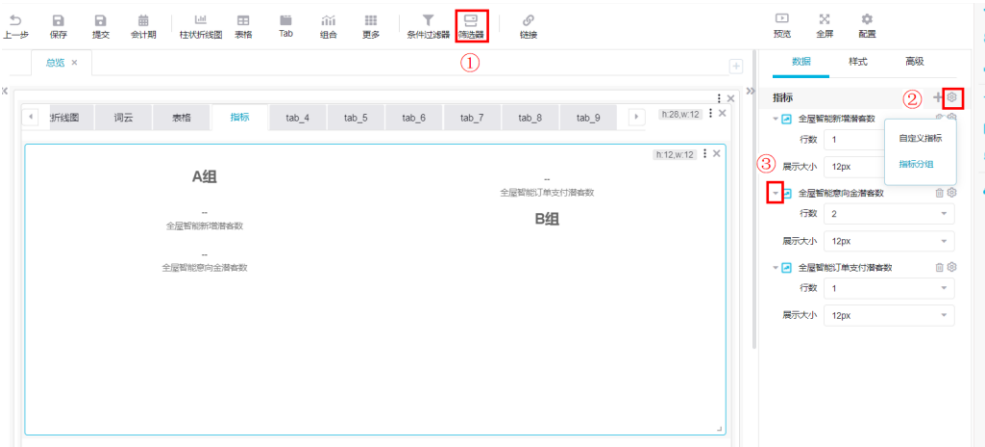 上一步 保存 提交 会计期 柱状折线图 表格 Tab 组合 更多 条件过滤器 筛选器 链接 预览 全屏 配置
①
总览 × +
数据 样式 高级
指标 ②
折线图 词云 表格 指标 tab_4 tab_5 tab_6 tab_7 tab_8 tab_9 h:28,w:12
h:12,w:12
A组
--
全屋智能新增潜客数
--
全屋智能意向金潜客数
--
全屋智能订单支付潜客数
B组
全屋智能新增潜客数
行数 1
展示大小 12px
自定义指标
指标分组
③
全屋智能意向金潜客数
行数 2
展示大小 12px
全屋智能订单支付潜客数
行数 1
展示大小 12px